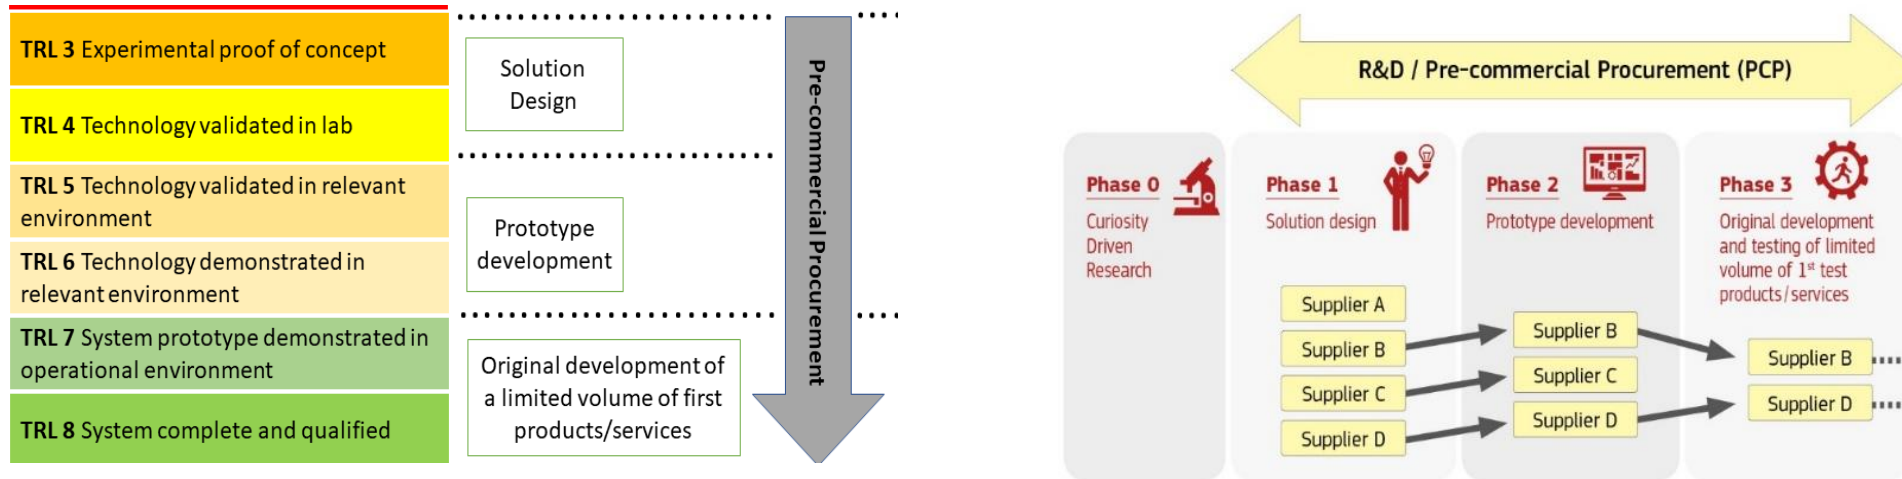 TRL 3 Experimental proof of concept
TRL 4 Technology validated in lab
TRL 5 Technology validated in relevant
environment
TRL 6 Technology demonstrated in
relevant environment
TRL 7 System prototype demonstrated in
operational environment
TRL 8 System complete and qualified
Solution
Design
Prototype
development
Original development of
a limited volume of first
products/services
Pre-commercial Procurement
R&D / Pre-commercial Procurement (PCP)
Phase 0
Curiosity
Driven
Research
Phase 1
Solution design
Supplier A
Supplier B
Supplier C
Supplier D
Phase 2
Prototype development
Supplier B
Supplier C
Supplier D
Phase 3
Original development
and testing of limited
volume of 1st test
products/services
Supplier B
Supplier D